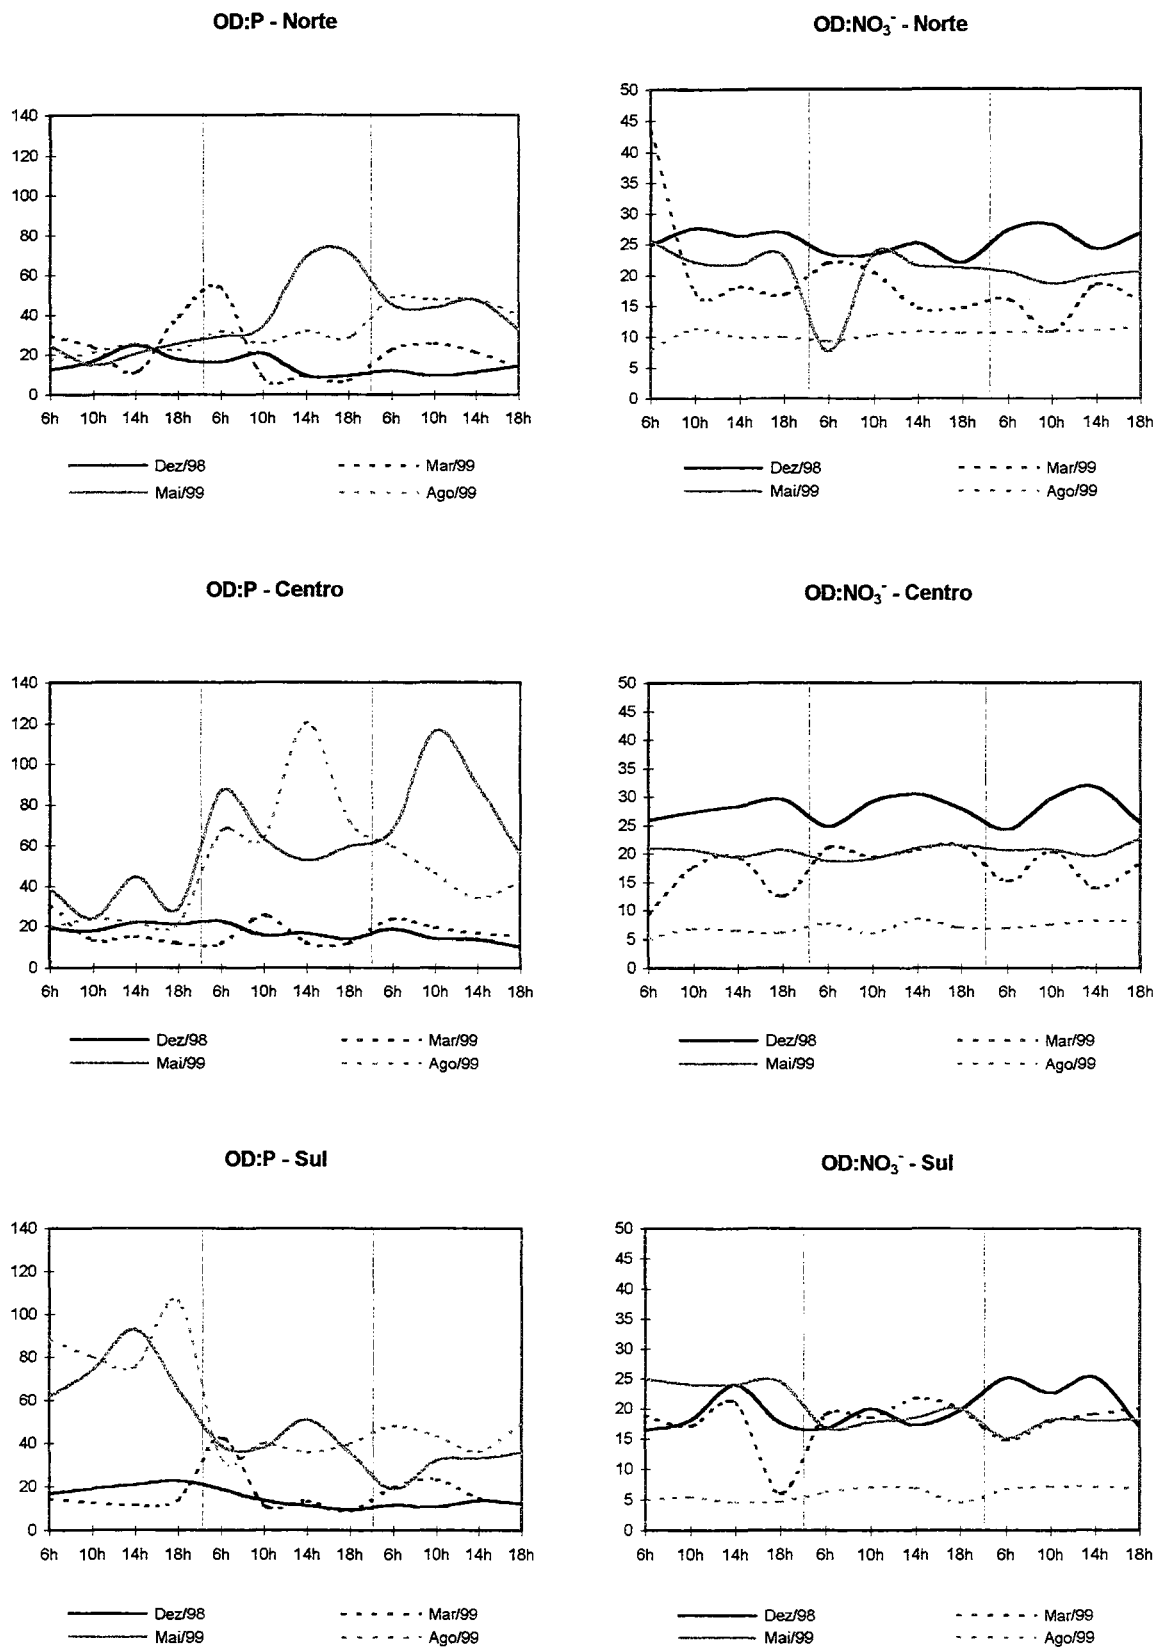 OD:P - Norte
140
120
100
80
60
40
20
0
6h 10h 14h 18h 6h 10h 14h 18h 6h 10h 14h 18h
Dez/98 Mar/99
Mai/99 Ago/99
OD:NO₃⁻ - Norte
50
45
40
35
30
25
20
15
10
5
0
6h 10h 14h 18h 6h 10h 14h 18h 6h 10h 14h 18h
Dez/98 Mar/99
Mai/99 Ago/99
OD:P - Centro
140
120
100
80
60
40
20
0
6h 10h 14h 18h 6h 10h 14h 18h 6h 10h 14h 18h
Dez/98 Mar/99
Mai/99 Ago/99
OD:NO₃⁻ - Centro
50
45
40
35
30
25
20
15
10
5
0
6h 10h 14h 18h 6h 10h 14h 18h 6h 10h 14h 18h
Dez/98 Mar/99
Mai/99 Ago/99
OD:P - Sul
140
120
100
80
60
40
20
0
6h 10h 14h 18h 6h 10h 14h 18h 6h 10h 14h 18h
Dez/98 Mar/99
Mai/99 Ago/99
OD:NO₃⁻ - Sul
50
45
40
35
30
25
20
15
10
5
0
6h 10h 14h 18h 6h 10h 14h 18h 6h 10h 14h 18h
Dez/98 Mar/99
Mai/99 Ago/99